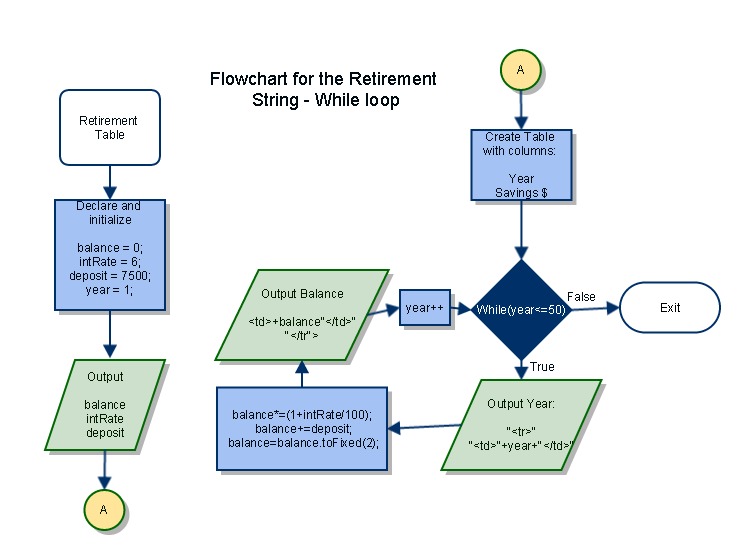 Flowchart for the Retirement
String - While loop
Retirement
Table
Declare and
initialize
balance = 0;
intRate = 6;
deposit = 7500;
year = 1;
Output
balance
intRate
deposit
A
A
Create Table
with columns:
Year
Savings $
While(year<=50)
False
Exit
True
Output Year:
"<tr>"
"<td>"+year+"</td>"
balance*=(1+intRate/100);
balance+=deposit;
balance=balance.toFixed(2);
Output Balance
<td>+balance"</td>"
"</tr">
year++